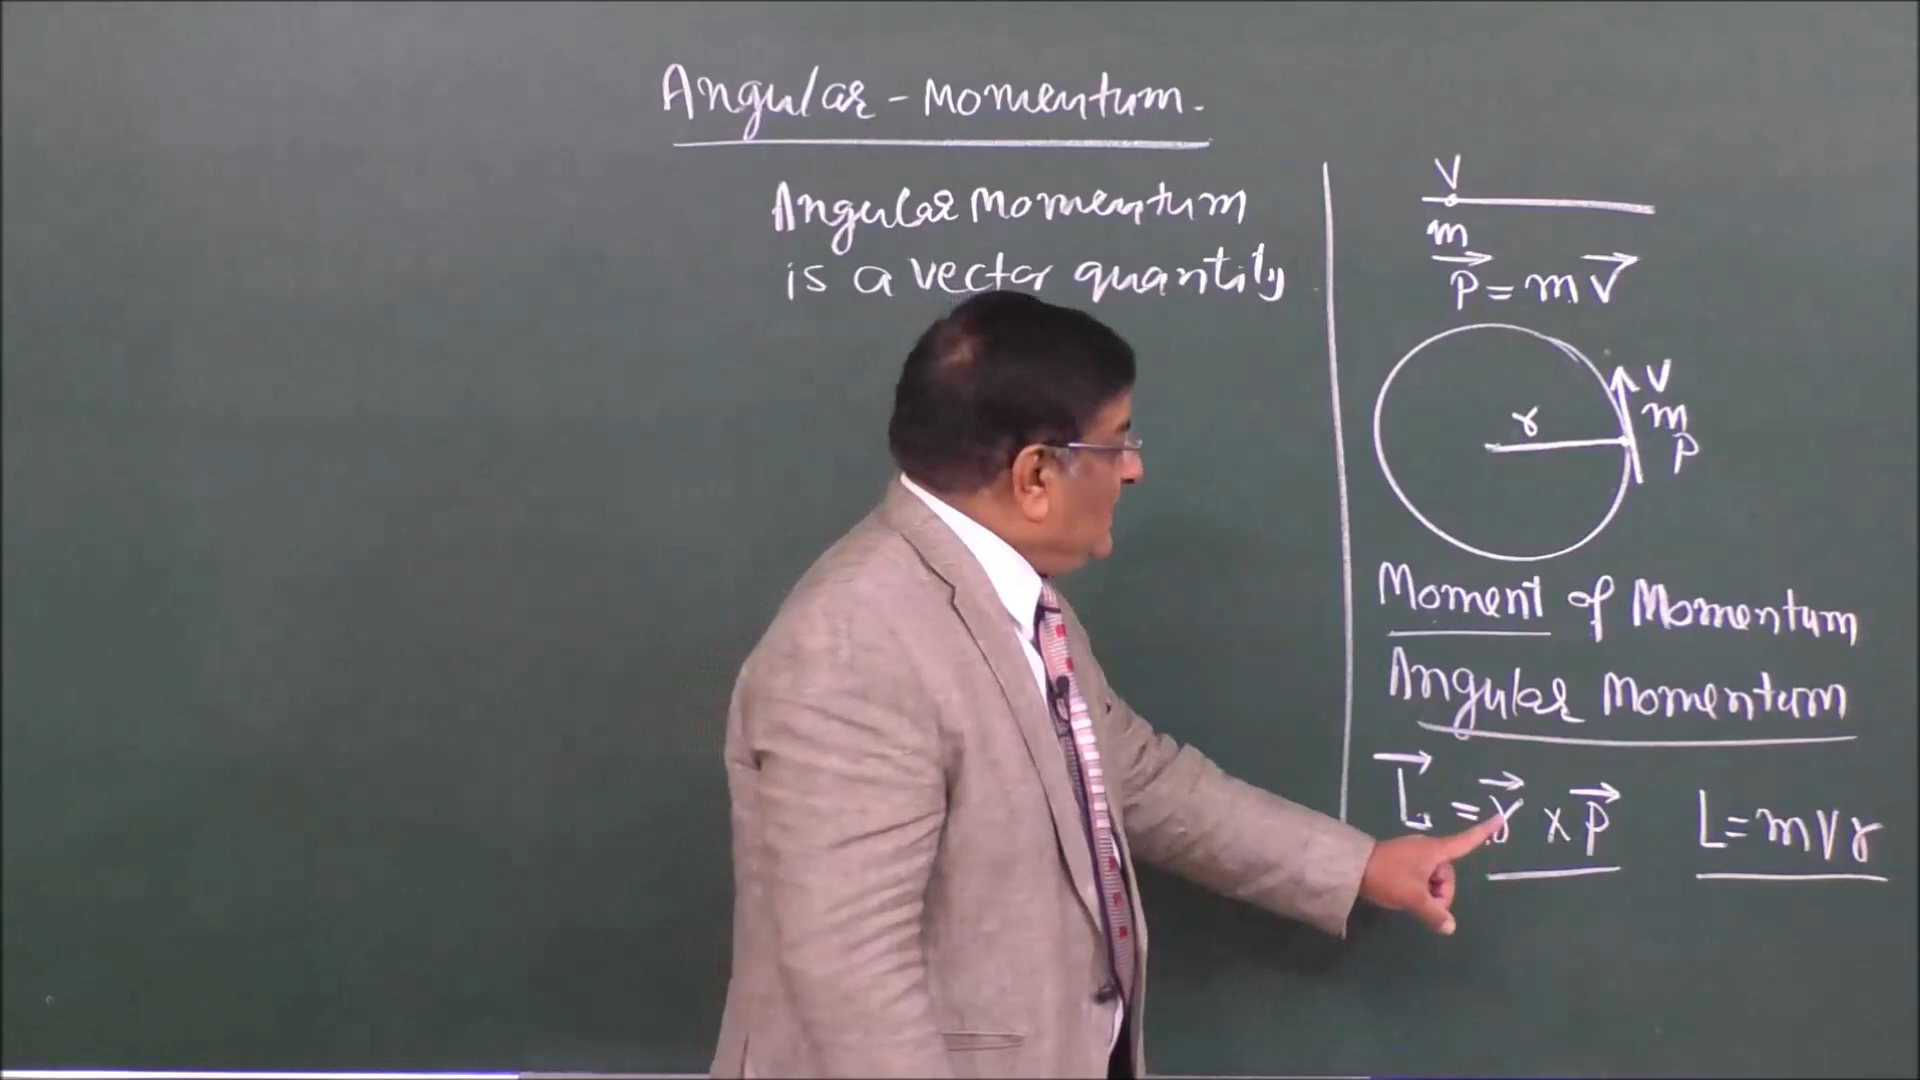 Angular - Momentum.
Angular Momentum
is a vector quantity
V
m
P = mV
V
r
m
P
Moment of Momentum
Angular Momentum
L = r x P
L = mVr